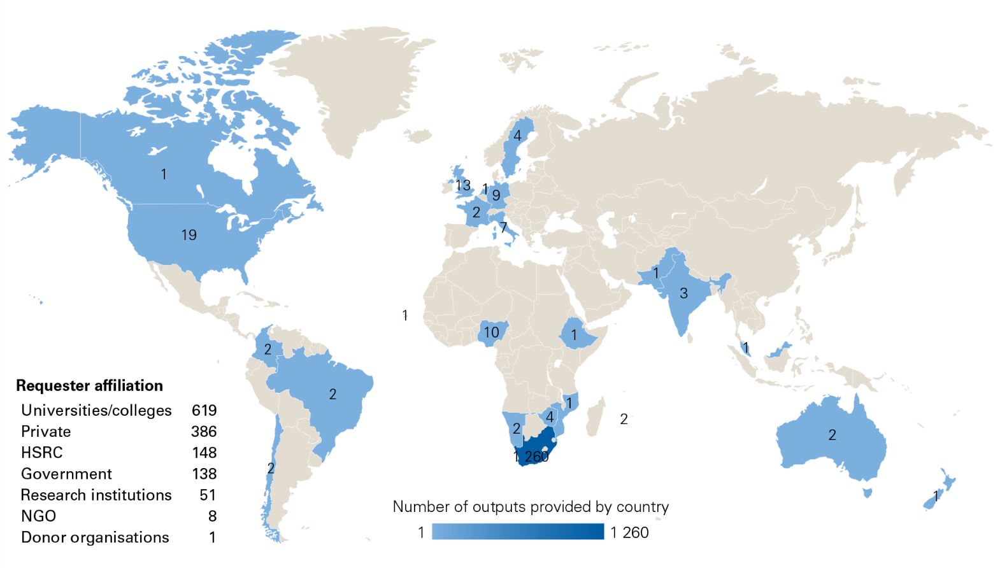 4
1
13
1
9
2
7
19
1
3
1
10
1
2
1
2
1
4
2
2
1 260
2
2
1
Requester affiliation
Universities/colleges 619
Private 386
HSRC 148
Government 138
Research institutions 51
NGO 8
Donor organisations 1
Number of outputs provided by country
1 1 260